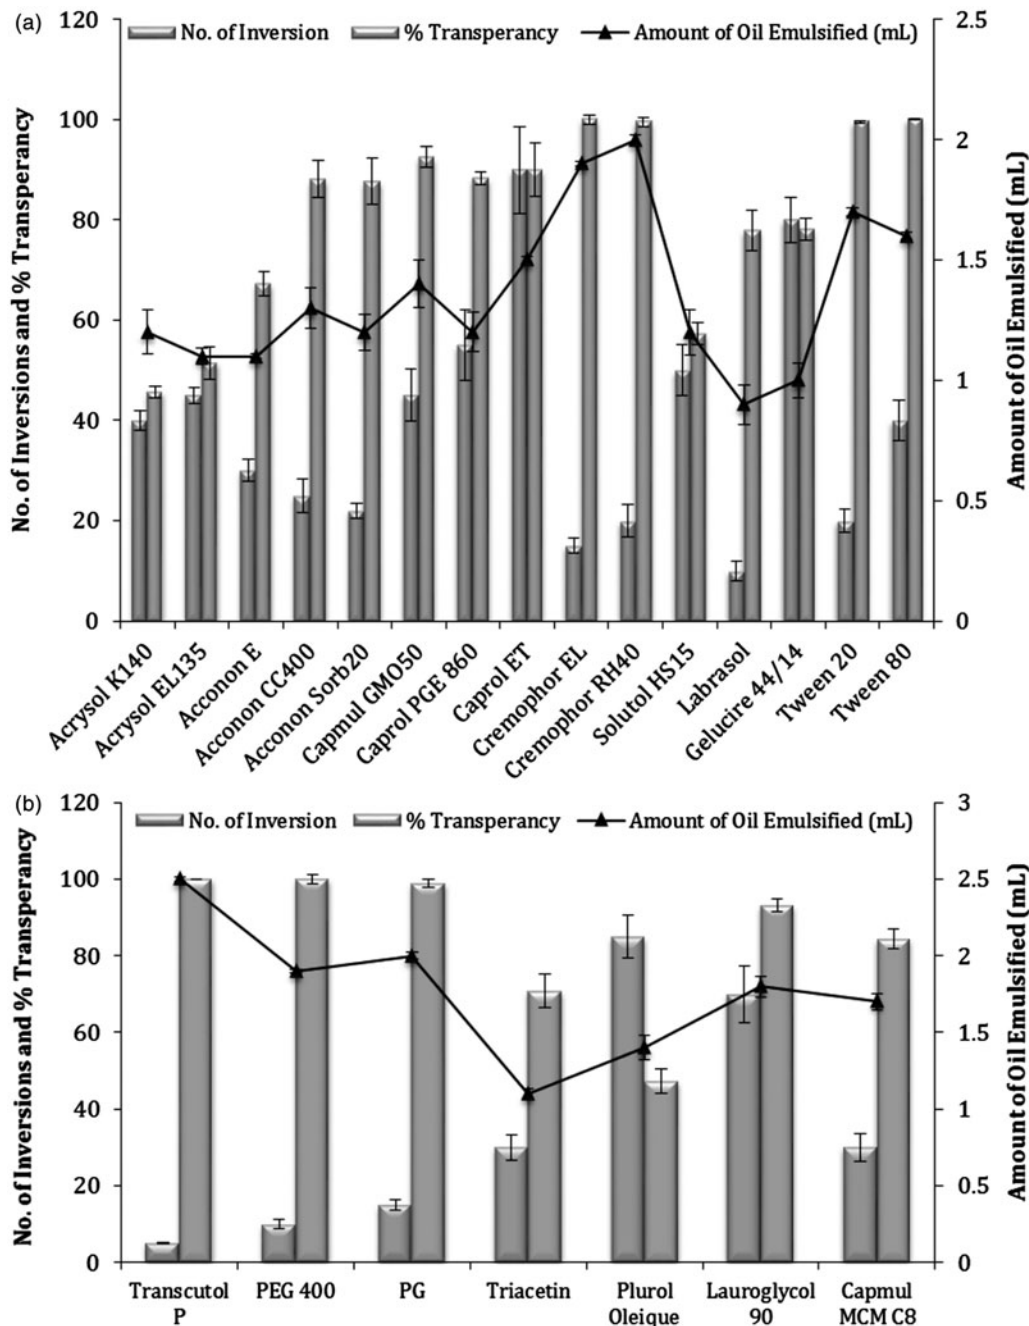 (a)
No. of Inversion
% Transperancy
Amount of Oil Emulsified (mL)
No. of Inversions and % Transperancy
120
100
80
60
40
20
0
2.5
2
1.5
1
0.5
0
Amount of Oil Emulsified (mL)
Acrysol K140
Acrysol EL135
Acconon E
Acconon CC400
Acconon Sorb20
Capmul GMO50
Caprol PGE 860
Caprol ET
Cremophor EL
Cremophor RH40
Solutol HS15
Labrasol
Gelucire 44/14
Tween 20
Tween 80
(b)
No. of Inversion
% Transperancy
Amount of Oil Emulsified (mL)
No. of Inversions and % Transperancy
120
100
80
60
40
20
0
3
2.5
2
1.5
1
0.5
0
Amount of Oil Emulsified (mL)
Transcutol
P
PEG 400
PG
Triacetin
Plurol
Oleique
Lauroglycol
90
Capmul
MCM C8